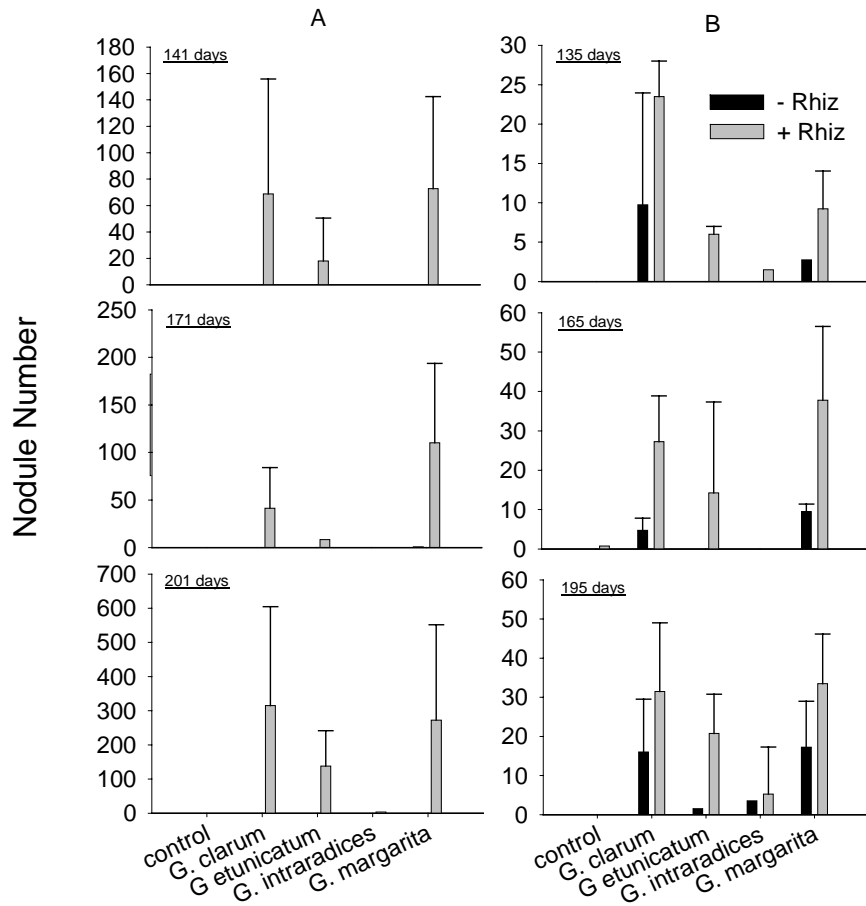 A
B
Nodule Number
141 days
180
160
140
120
100
80
60
40
20
0
135 days
- Rhiz
+ Rhiz
30
25
20
15
10
5
0
171 days
250
200
150
100
50
0
165 days
60
50
40
30
20
10
0
201 days
700
600
500
400
300
200
100
0
195 days
60
50
40
30
20
10
0
control
G. clarum
G etunicatum
G. intraradices
G. margarita
control
G. clarum
G etunicatum
G. intraradices
G. margarita